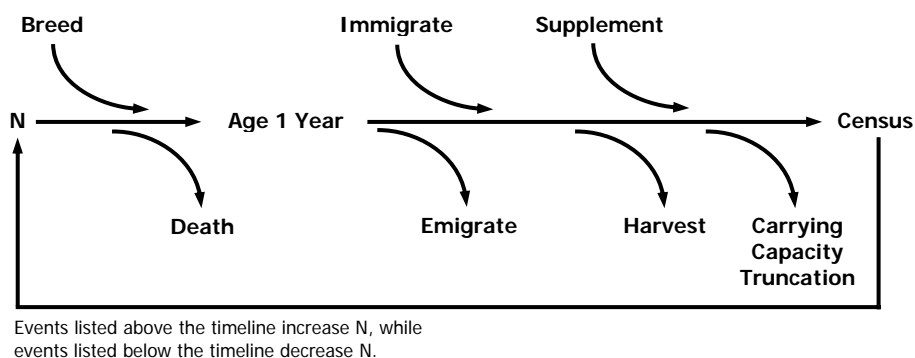 Breed
Immigrate
Supplement
N
Age 1 Year
Census
Death
Emigrate
Harvest
Carrying
Capacity
Truncation
Events listed above the timeline increase N, while
events listed below the timeline decrease N.